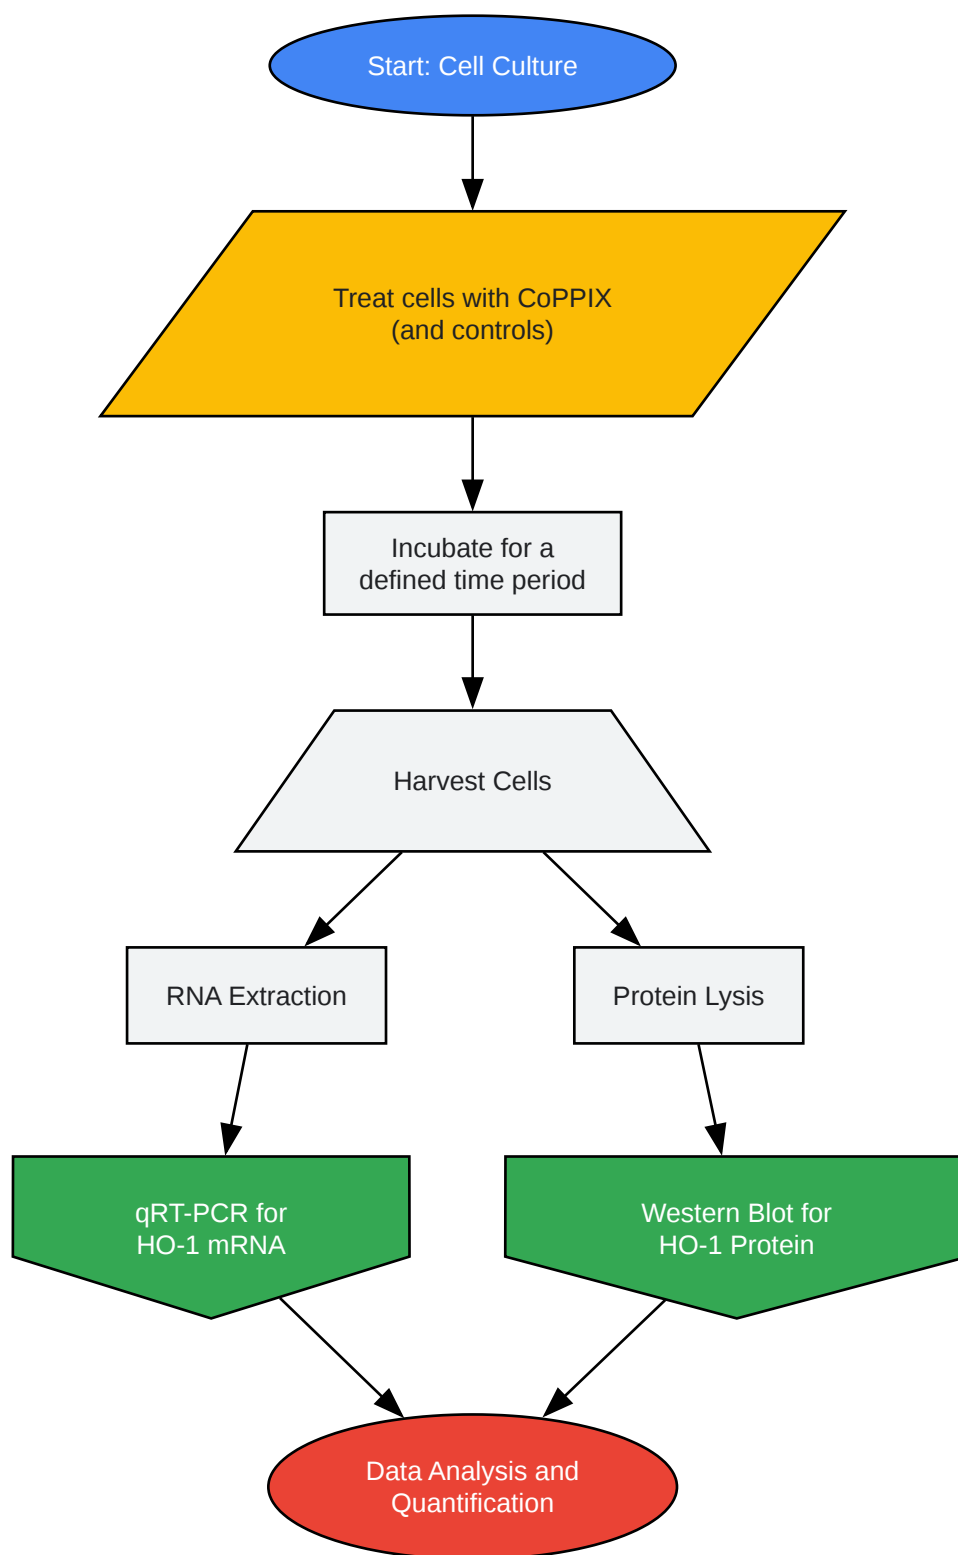 Start: Cell Culture
Treat cells with CoPPIX
(and controls)
Incubate for a
defined time period
Harvest Cells
RNA Extraction
Protein Lysis
qRT-PCR for
HO-1 mRNA
Western Blot for
HO-1 Protein
Data Analysis and
Quantification